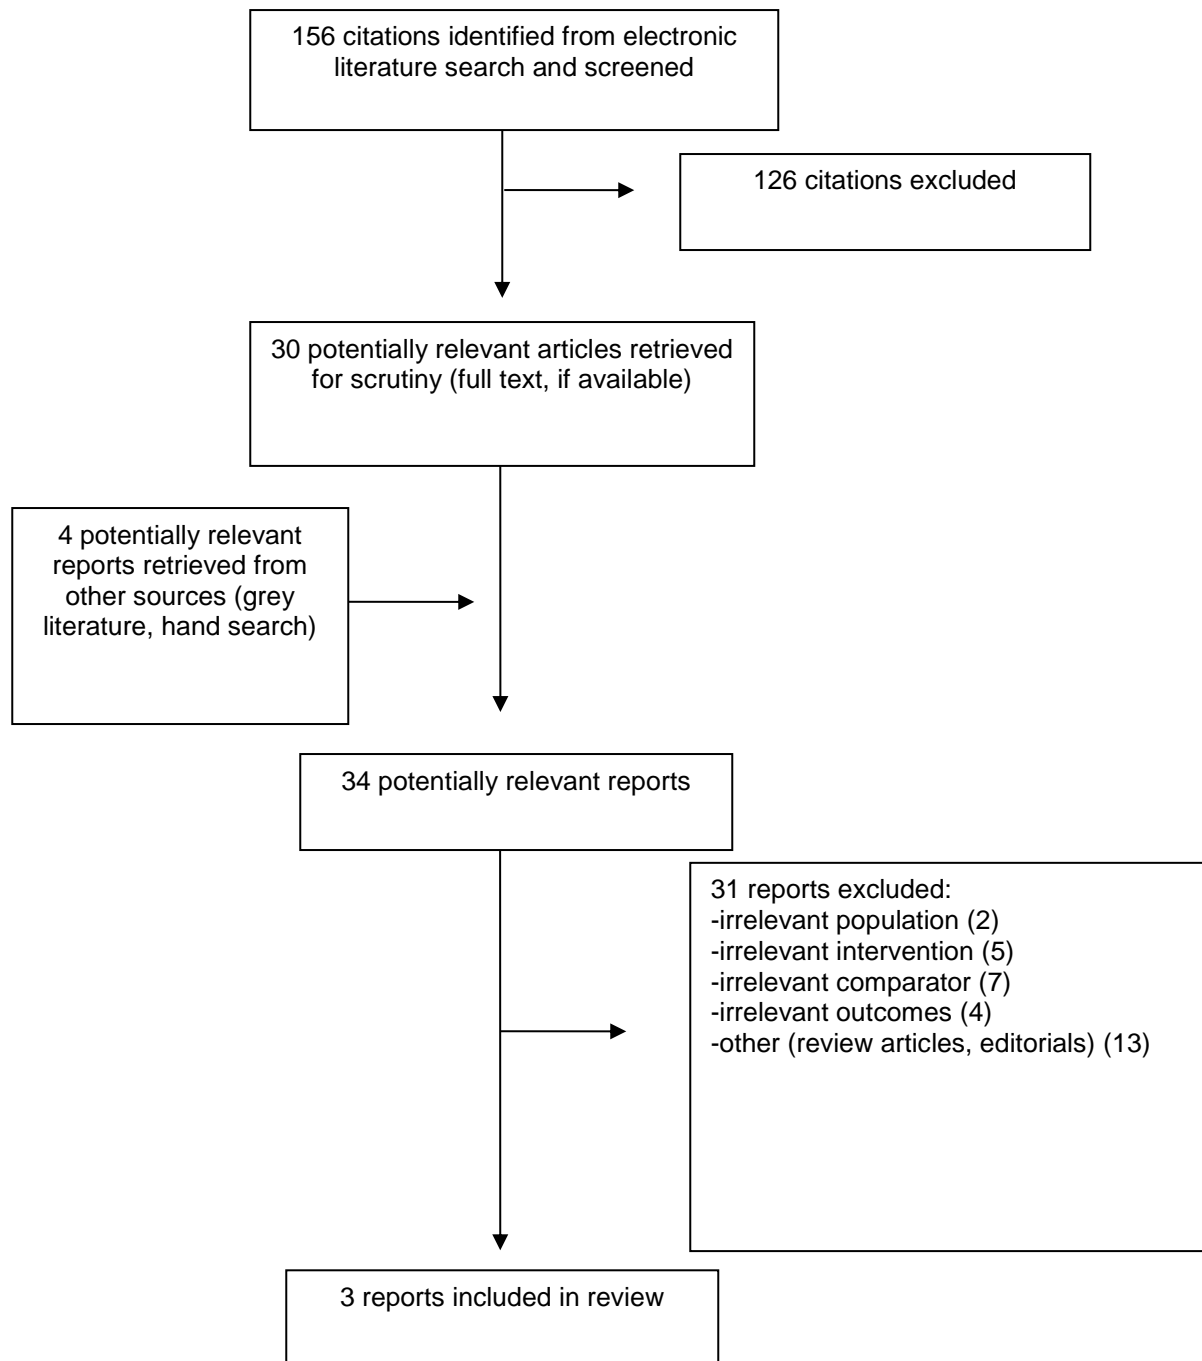 156 citations identified from electronic
literature search and screened
126 citations excluded
30 potentially relevant articles retrieved
for scrutiny (full text, if available)
4 potentially relevant
reports retrieved from
other sources (grey
literature, hand search)
34 potentially relevant reports
31 reports excluded:
-irrelevant population (2)
-irrelevant intervention (5)
-irrelevant comparator (7)
-irrelevant outcomes (4)
-other (review articles, editorials) (13)
3 reports included in review